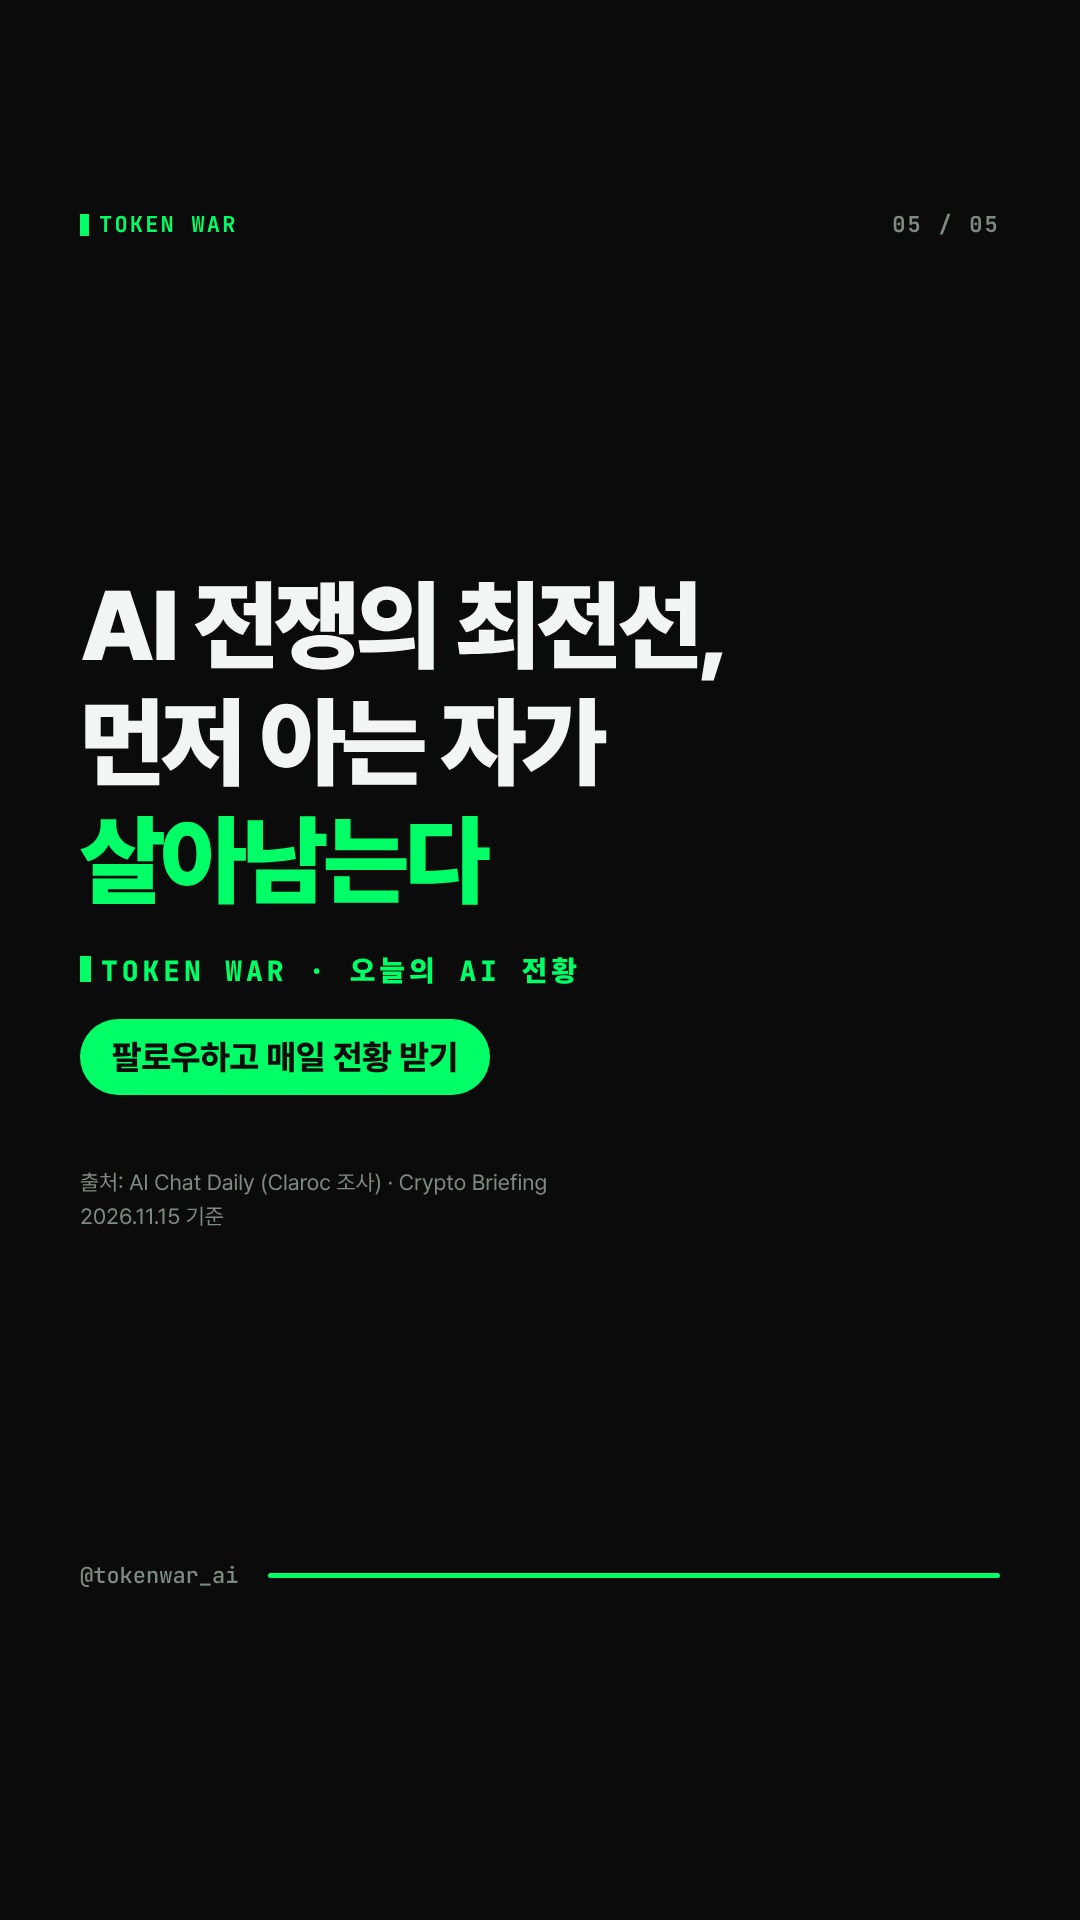 TOKEN WAR
05 / 05
AI 전쟁의 최전선,
먼저 아는 자가
살아남는다
TOKEN WAR · 오늘의 AI 전황
팔로우하고 매일 전황 받기
출처: AI Chat Daily (Claroc 조사) · Crypto Briefing
2026.11.15 기준
@tokenwar_ai